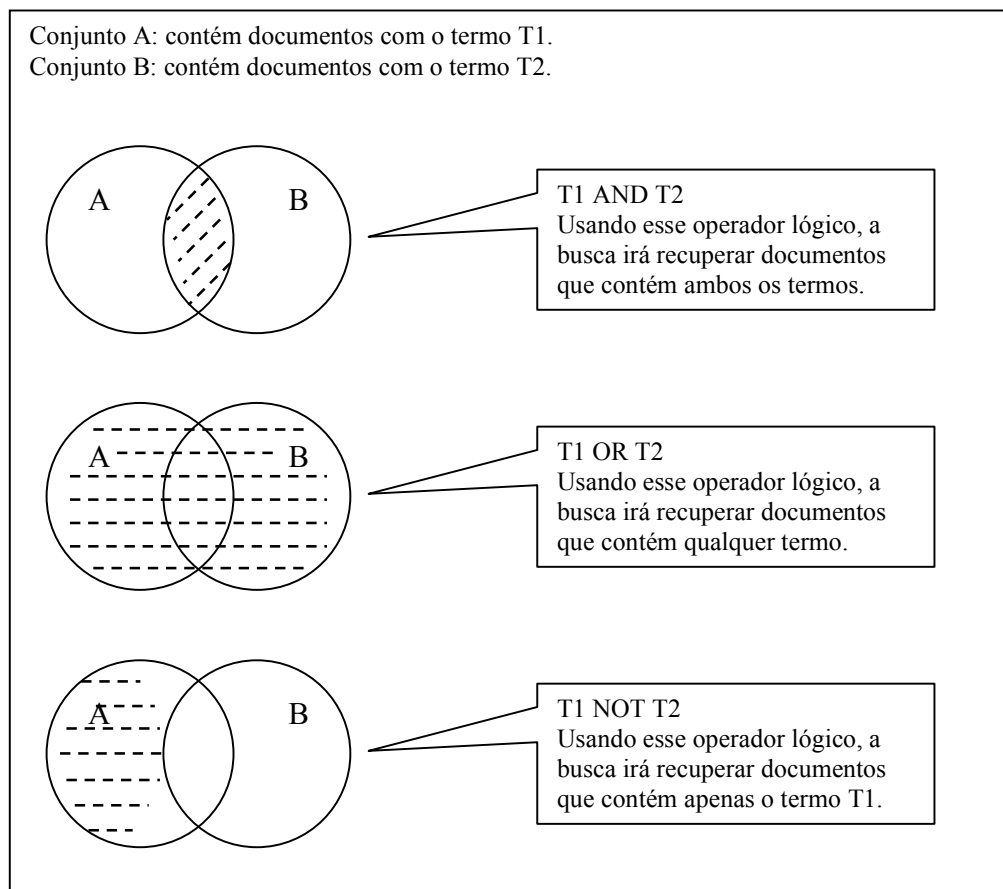 Conjunto A: contém documentos com o termo T1.
Conjunto B: contém documentos com o termo T2.
A
B
T1 AND T2
Usando esse operador lógico, a
busca irá recuperar documentos
que contém ambos os termos.
A
B
T1 OR T2
Usando esse operador lógico, a
busca irá recuperar documentos
que contém qualquer termo.
A
B
T1 NOT T2
Usando esse operador lógico, a
busca irá recuperar documentos
que contém apenas o termo T1.